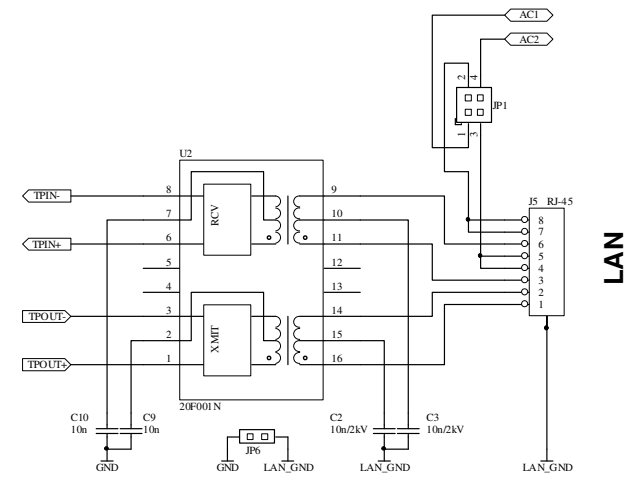 AC1
AC2
2 4
JP1
1 3
U2
J5 RJ-45
TPIN-
8
9
8
7
RCV
10
7
TPIN+
6
11
6
5
12
5
4
13
4
3
TPOUT-
3
14
2
2
XMIT
15
1
TPOUT+
1
16
20F001N
LAN
C10
10n
C9
10n
C2
10n/2kV
C3
10n/2kV
JP6
GND
GND
LAN_GND
LAN_GND
LAN_GND